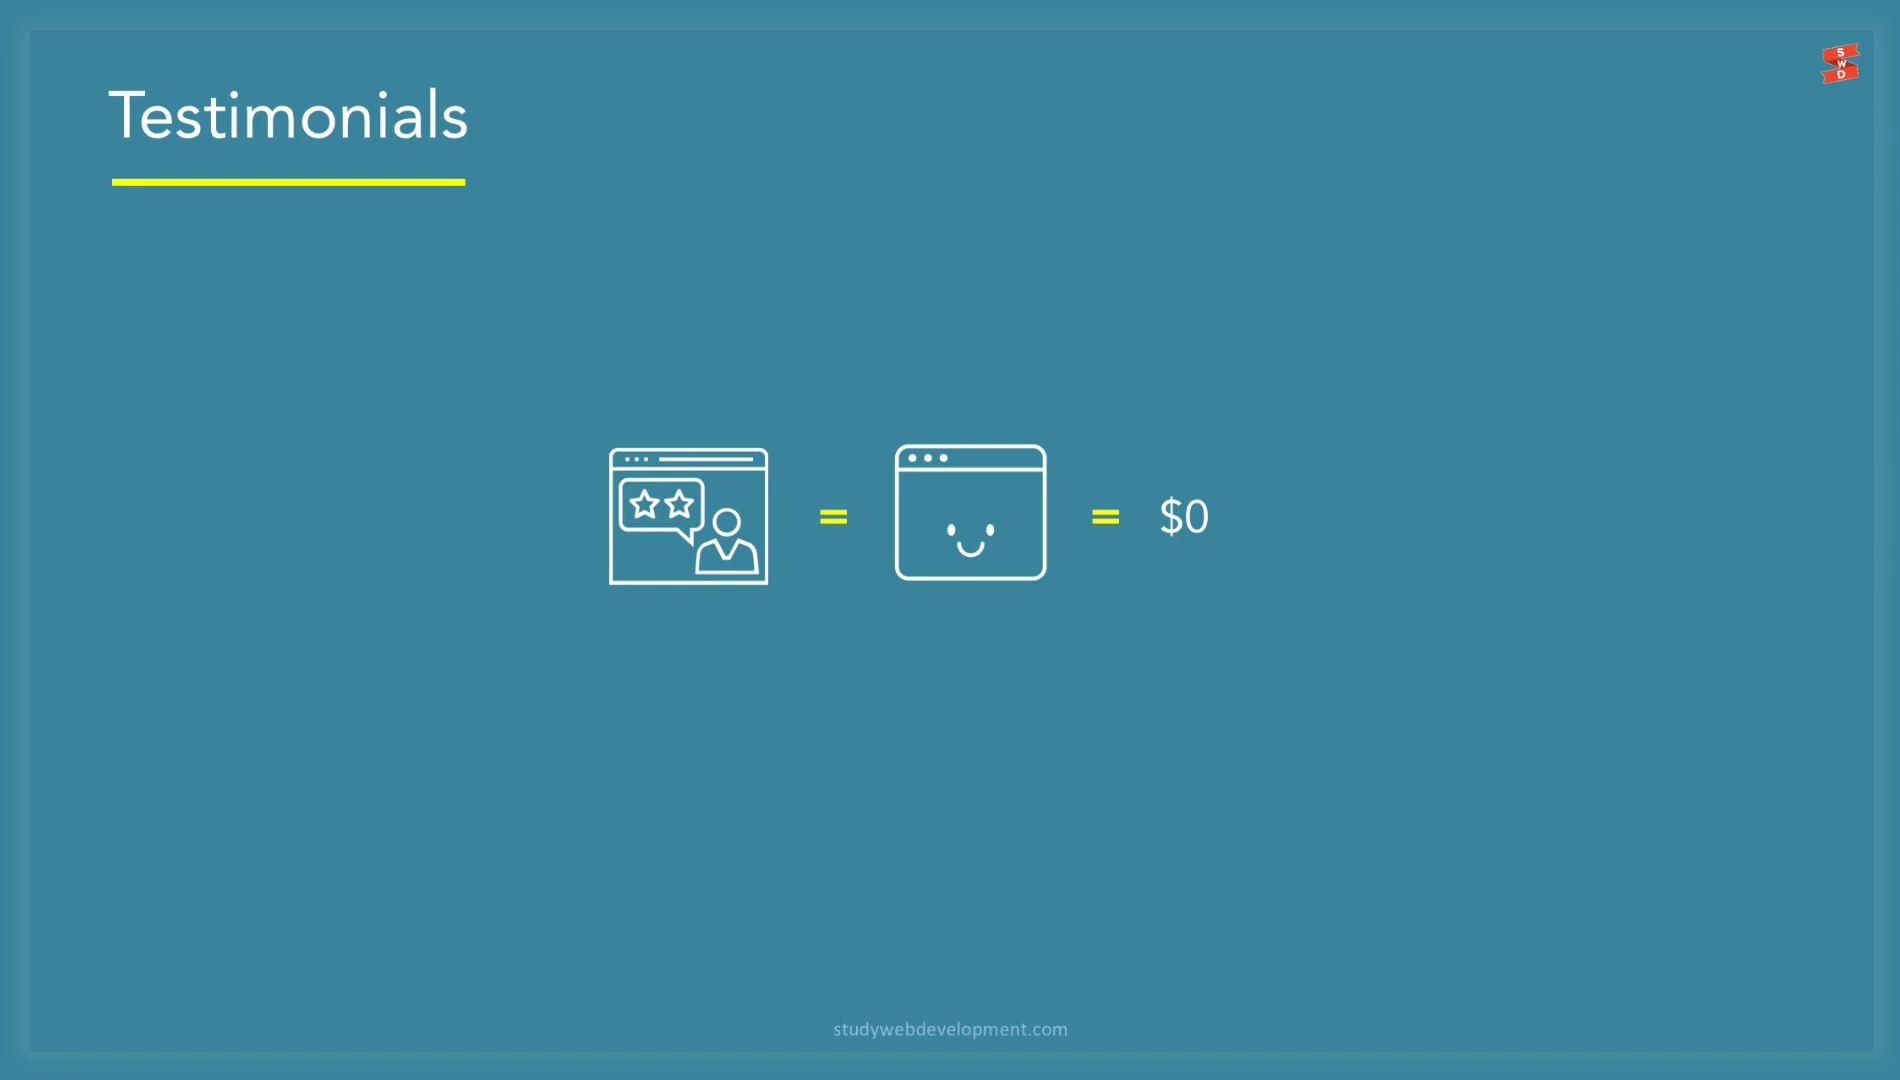 Testimonials
S
W
D
= = $0
studywebdevelopment.com